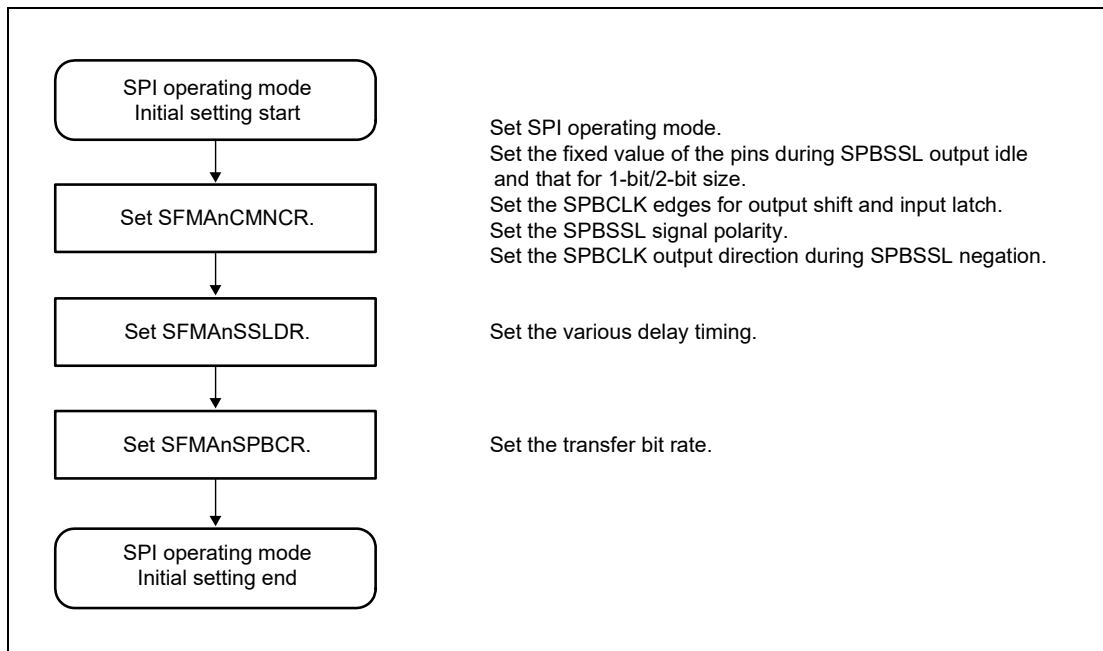 SPI operating mode
Initial setting start
Set SPI operating mode.
Set the fixed value of the pins during SPBSSL output idle
and that for 1-bit/2-bit size.
Set SFMAnCMNCR.
Set the SPBCLK edges for output shift and input latch.
Set the SPBSSL signal polarity.
Set the SPBCLK output direction during SPBSSL negation.
Set SFMAnSSLDR.
Set the various delay timing.
Set SFMAnSPBCR.
Set the transfer bit rate.
SPI operating mode
Initial setting end